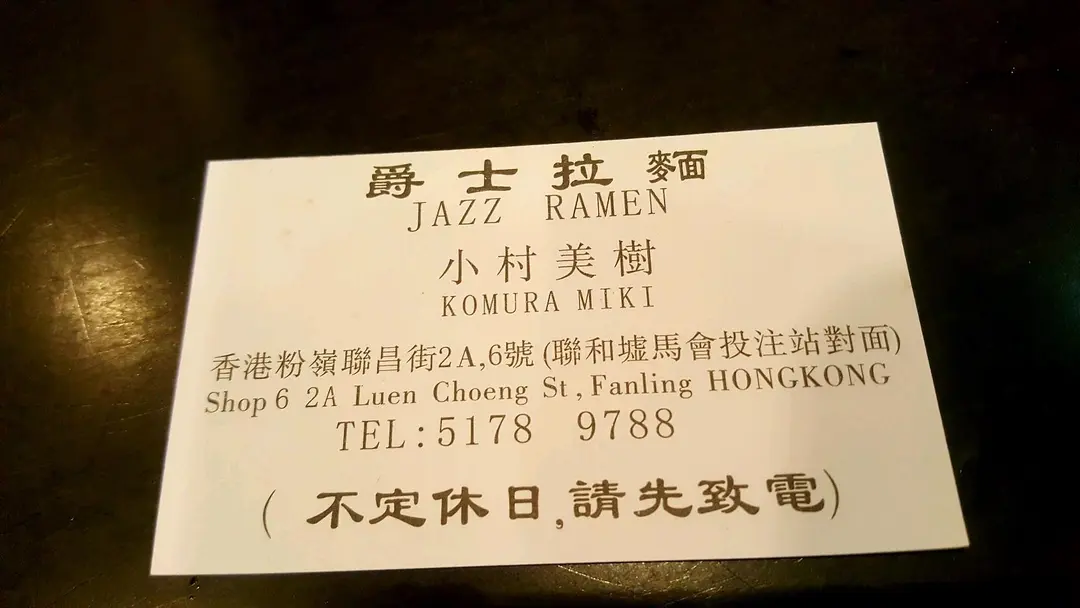 爵士拉麵
JAZZ RAMEN
小村美樹
KOMURA MIKI
香港粉嶺聯昌街2A,6號(聯和墟馬會投注站對面)
Shop 6 2A Luen Choeng St, Fanling HONGKONG
TEL:5178 9788
(不定休日,請先致電)